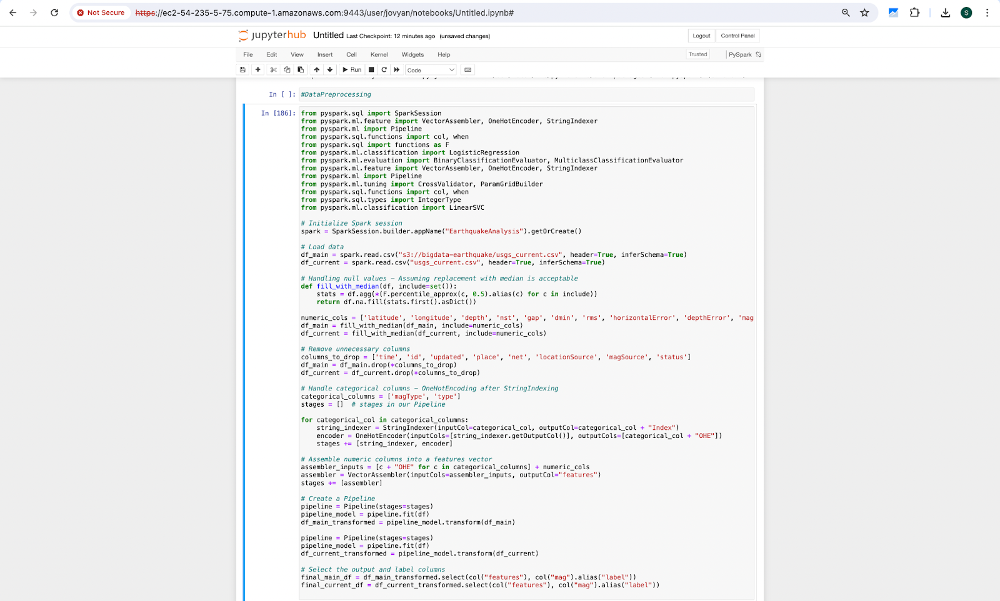 Not Secure https://ec2-54-235-5-75.compute-1.amazonaws.com:9443/user/jovyan/notebooks/Untitled.ipynb# S
jupyterhub Untitled Last Checkpoint: 12 minutes ago (unsaved changes) Logout Control Panel
File Edit View Insert Cell Kernel Widgets Help Trusted PySpark
Run Code
In [ ]: #DataPreprocessing
In [186]: from pyspark.sql import SparkSession
from pyspark.ml.feature import VectorAssembler, OneHotEncoder, StringIndexer
from pyspark.ml import Pipeline
from pyspark.sql.functions import col, when
from pyspark.sql import functions as F
from pyspark.ml.classification import LogisticRegression
from pyspark.ml.evaluation import BinaryClassificationEvaluator, MulticlassClassificationEvaluator
from pyspark.ml.feature import VectorAssembler, OneHotEncoder, StringIndexer
from pyspark.ml import Pipeline
from pyspark.ml.tuning import CrossValidator, ParamGridBuilder
from pyspark.sql.functions import col, when
from pyspark.sql.types import IntegerType
from pyspark.ml.classification import LinearSVC
# Initialize Spark session
spark = SparkSession.builder.appName("EarthquakeAnalysis").getOrCreate()
# Load data
df_main = spark.read.csv("s3://bigdata-earthquake/usgs_current.csv", header=True, inferSchema=True)
df_current = spark.read.csv("usgs_current.csv", header=True, inferSchema=True)
# Handling null values – Assuming replacement with median is acceptable
def fill_with_median(df, include=set()):
    stats = df.agg(*(F.percentile_approx(c, 0.5).alias(c) for c in include))
    return df.na.fill(stats.first().asDict())
numeric_cols = ['latitude', 'longitude', 'depth', 'nst', 'gap', 'dmin', 'rms', 'horizontalError', 'depthError', 'mag
df_main = fill_with_median(df_main, include=numeric_cols)
df_current = fill_with_median(df_current, include=numeric_cols)
# Remove unnecessary columns
columns_to_drop = ['time', 'id', 'updated', 'place', 'net', 'locationSource', 'magSource', 'status']
df_main = df_main.drop(*columns_to_drop)
df_current = df_current.drop(*columns_to_drop)
# Handle categorical columns – OneHotEncoding after StringIndexing
categorical_columns = ['magType', 'type']
stages = []  # stages in our Pipeline
for categorical_col in categorical_columns:
    string_indexer = StringIndexer(inputCol=categorical_col, outputCol=categorical_col + "Index")
    encoder = OneHotEncoder(inputCols=[string_indexer.getOutputCol()], outputCols=[categorical_col + "OHE"])
    stages += [string_indexer, encoder]
# Assemble numeric columns into a features vector
assembler_inputs = [c + "OHE" for c in categorical_columns] + numeric_cols
assembler = VectorAssembler(inputCols=assembler_inputs, outputCol="features")
stages += [assembler]
# Create a Pipeline
pipeline = Pipeline(stages=stages)
pipeline_model = pipeline.fit(df)
df_main_transformed = pipeline_model.transform(df_main)
pipeline = Pipeline(stages=stages)
pipeline_model = pipeline.fit(df)
df_current_transformed = pipeline_model.transform(df_current)
# Select the output and label columns
final_main_df = df_main_transformed.select(col("features"), col("mag").alias("label"))
final_current_df = df_current_transformed.select(col("features"), col("mag").alias("label"))